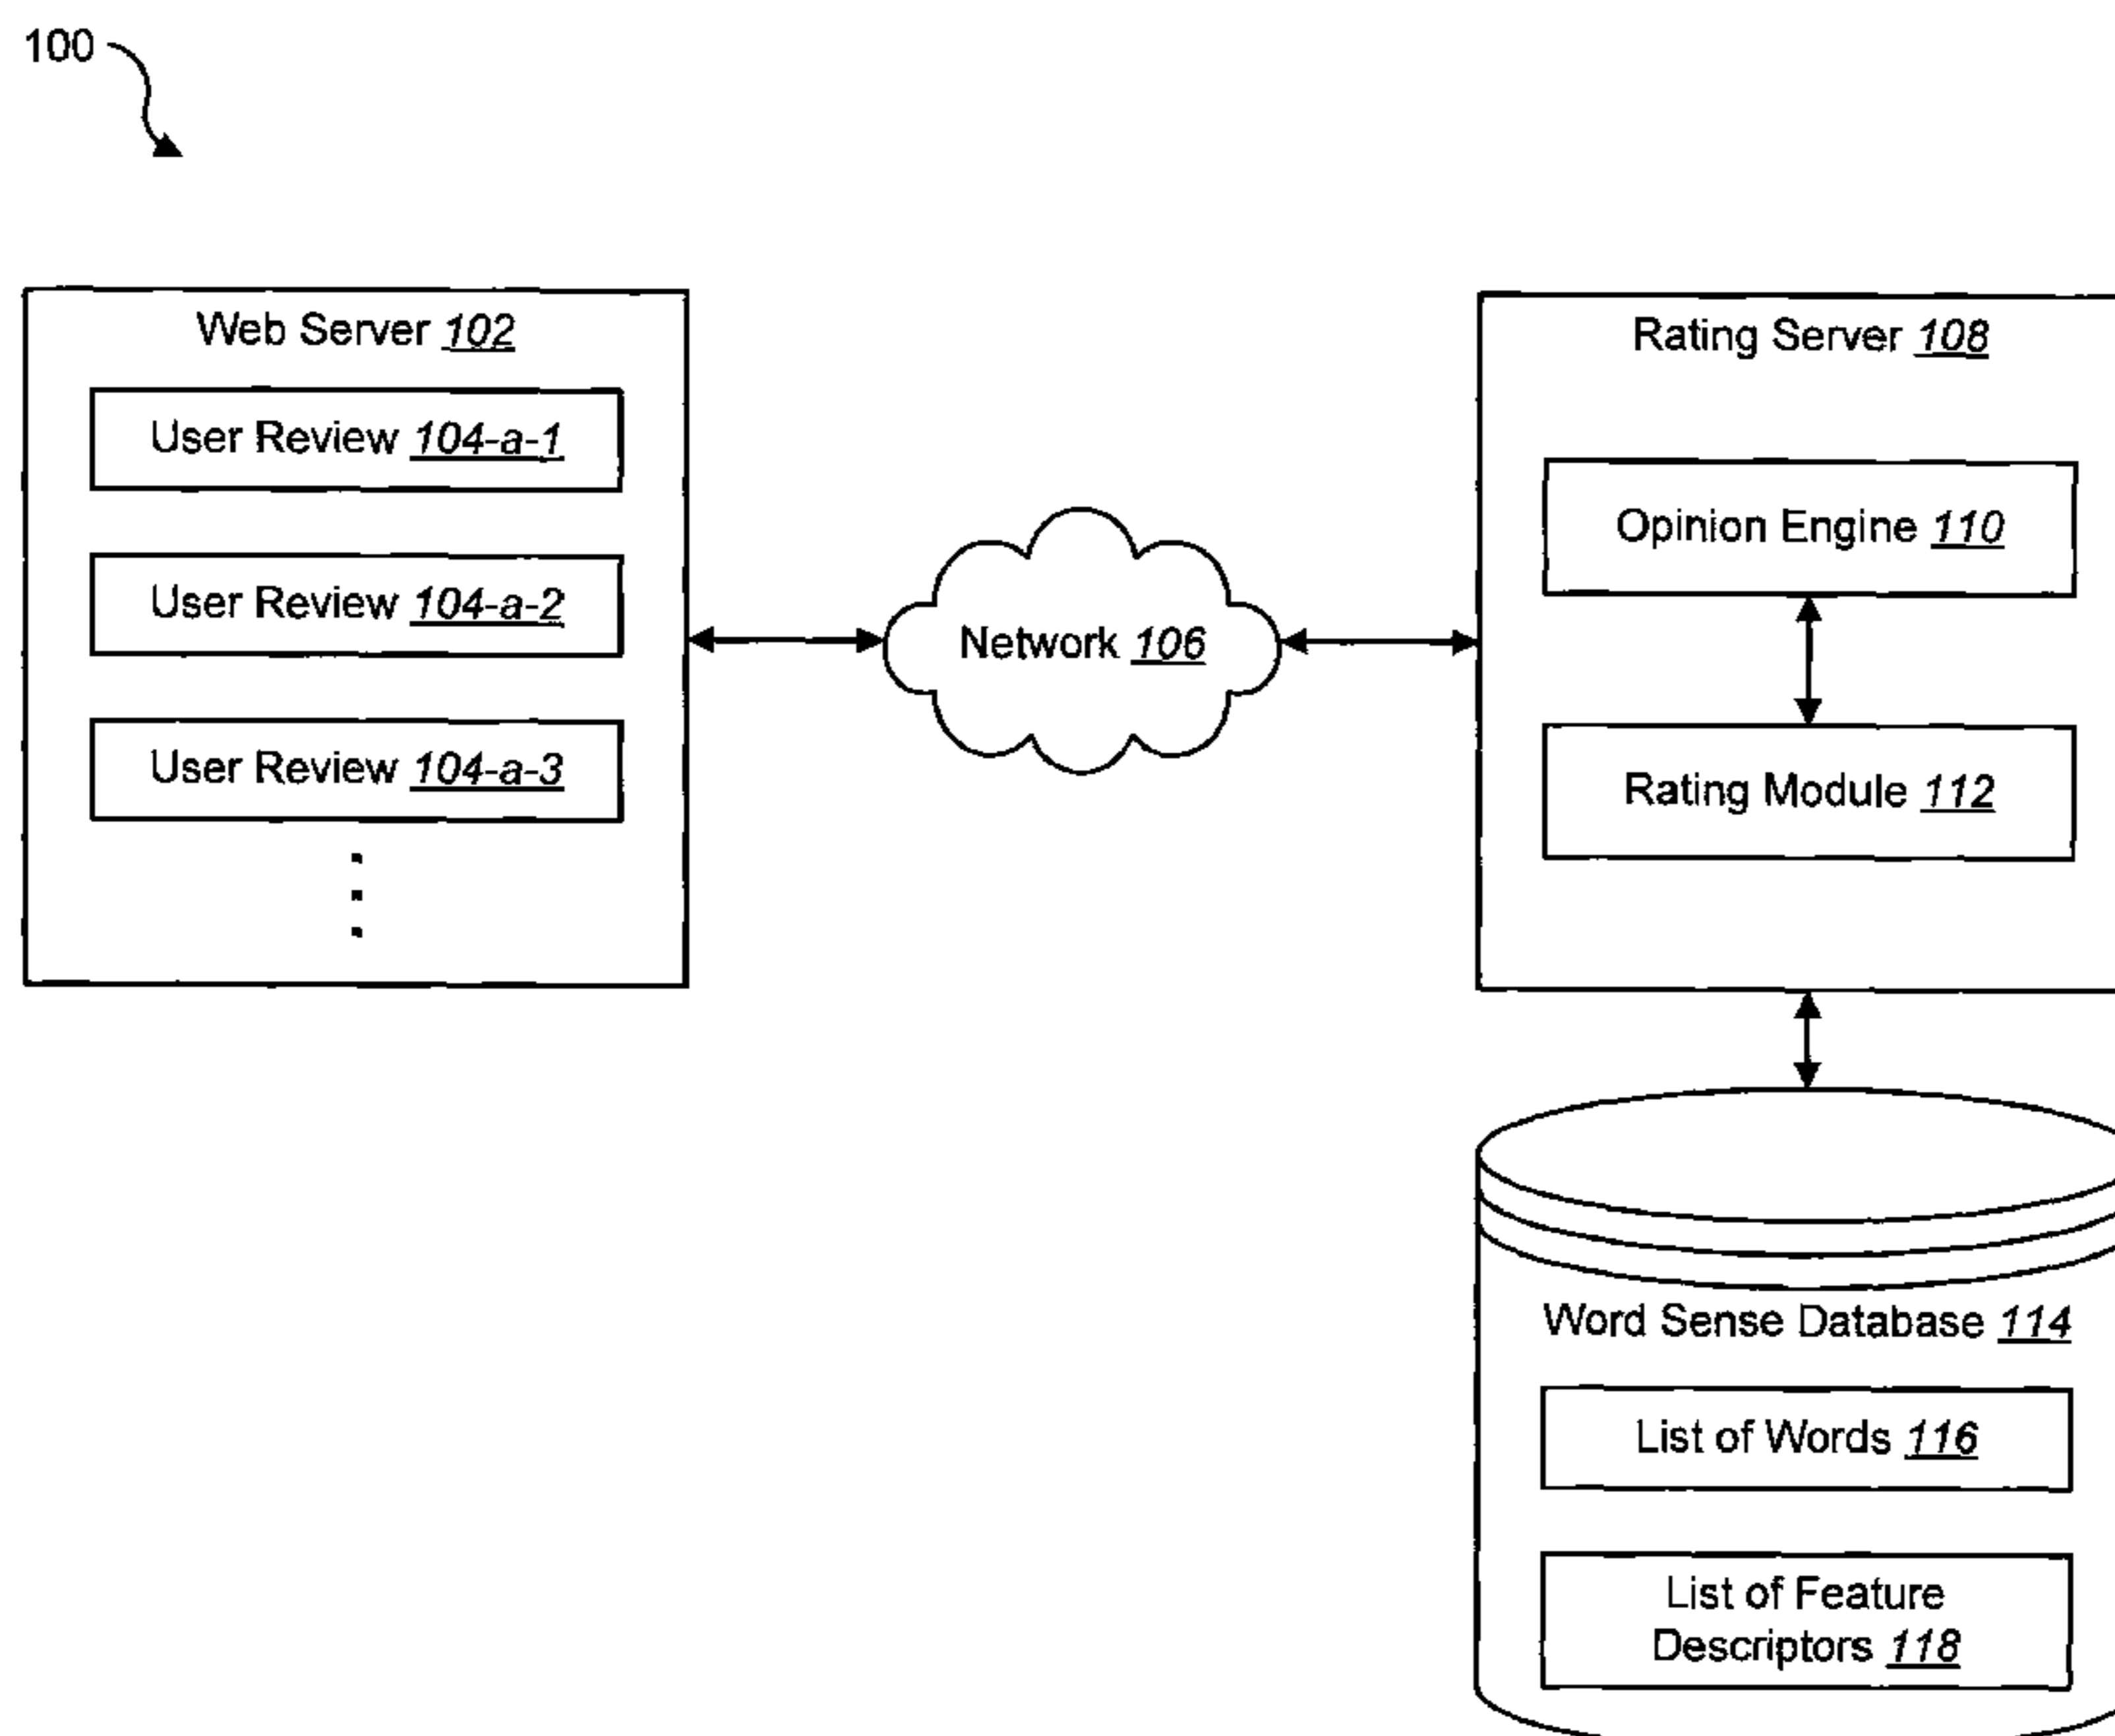 100
Web Server 102
User Review 104-a-1
User Review 104-a-2
User Review 104-a-3
Network 106
Rating Server 108
Opinion Engine 110
Rating Module 112
Word Sense Database 114
List of Words 116
List of Feature
Descriptors 118